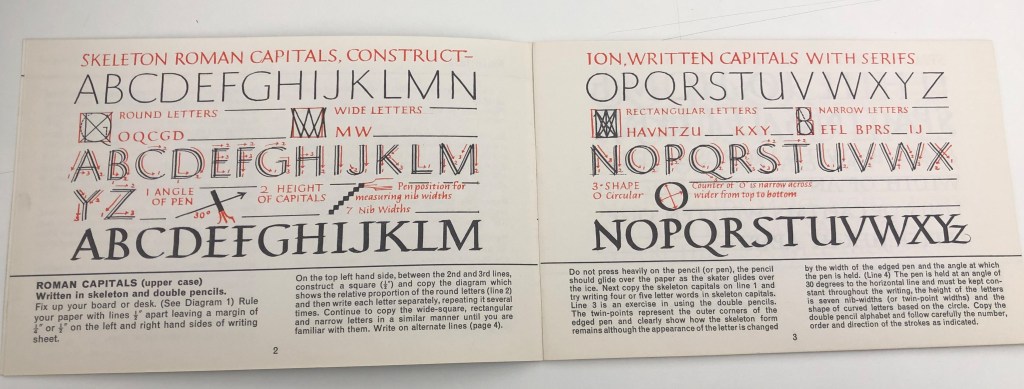 SKELETON ROMAN CAPITALS, CONSTRUCT–
ABCDEFGHIJKLMN
ROUND LETTERS
WIDE LETTERS
OQCGD
MW
ABCDEFGHIJKLM
YZ
1 ANGLE
OF PEN
30°
2 HEIGHT
OF CAPITALS
Pen position for
measuring nib widths
7 Nib Widths
ABCDEFGHIJKLM
ROMAN CAPITALS (upper case)
Written in skeleton and double pencils.
Fix up your board or desk. (See Diagram 1) Rule
your paper with lines ½" apart leaving a margin of
or ½" on the left and right hand sides of writing
sheet.
On the top left hand side, between the 2nd and 3rd lines,
construct a square (½") and copy the diagram which
shows the relative proportion of the round letters (line 2)
and then write each letter separately, repeating it several
times. Continue to copy the wide-square, rectangular
and narrow letters in a similar manner until you are
familiar with them. Write on alternate lines (page 4).
2
ION, WRITTEN CAPITALS WITH SERIFS
OPQRSTUVWXYZ
RECTANGULAR LETTERS
NARROW LETTERS
HAVNTZU KXY
EFL BPRS IJ
NOPQRSTUVWX
3·SHAPE
O Circular
Counter of O is narrow across
wider from top to bottom
NOPQRSTUVWXYZ
Do not press heavily on the pencil (or pen), the pencil
should glide over the paper as the skater glides over
the ice. Next copy the skeleton capitals on line 1 and
try writing four or five letter words in skeleton capitals.
Line 3 is an exercise in using the double pencils.
The twin-points represent the outer corners of the
edged pen and clearly show how the skeleton form
remains although the appearance of the letter is changed
by the width of the edged pen and the angle at which
the pen is held. (Line 4) The pen is held at an angle of
30 degrees to the horizontal line and must be kept con-
stant throughout the writing, the height of the letters
is seven nib-widths (or twin-point widths) and the
shape of curved letters based on the circle. Copy the
double pencil alphabet and follow carefully the number,
order and direction of the strokes as indicated.
3